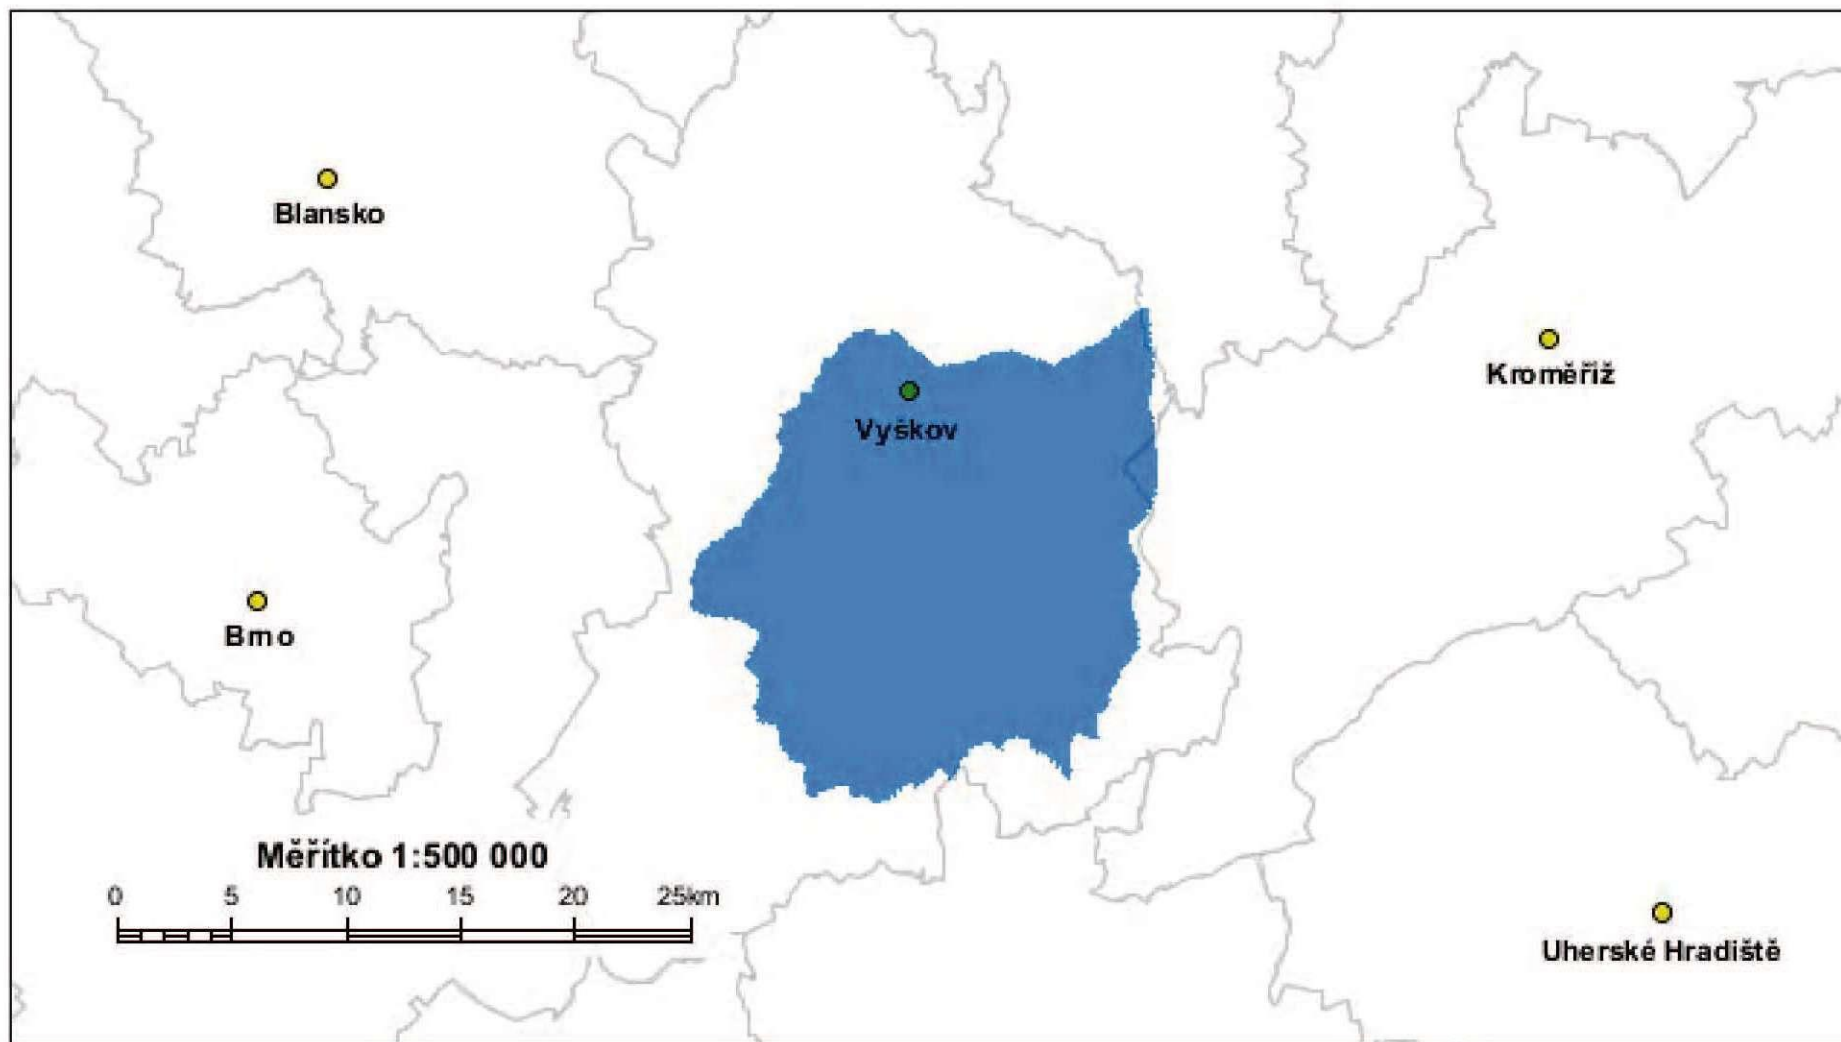 Blansko
Kroměříž
Vyškov
Brno
Měřítko 1:500 000
0 5 10 15 20 25km
Uherské Hradiště